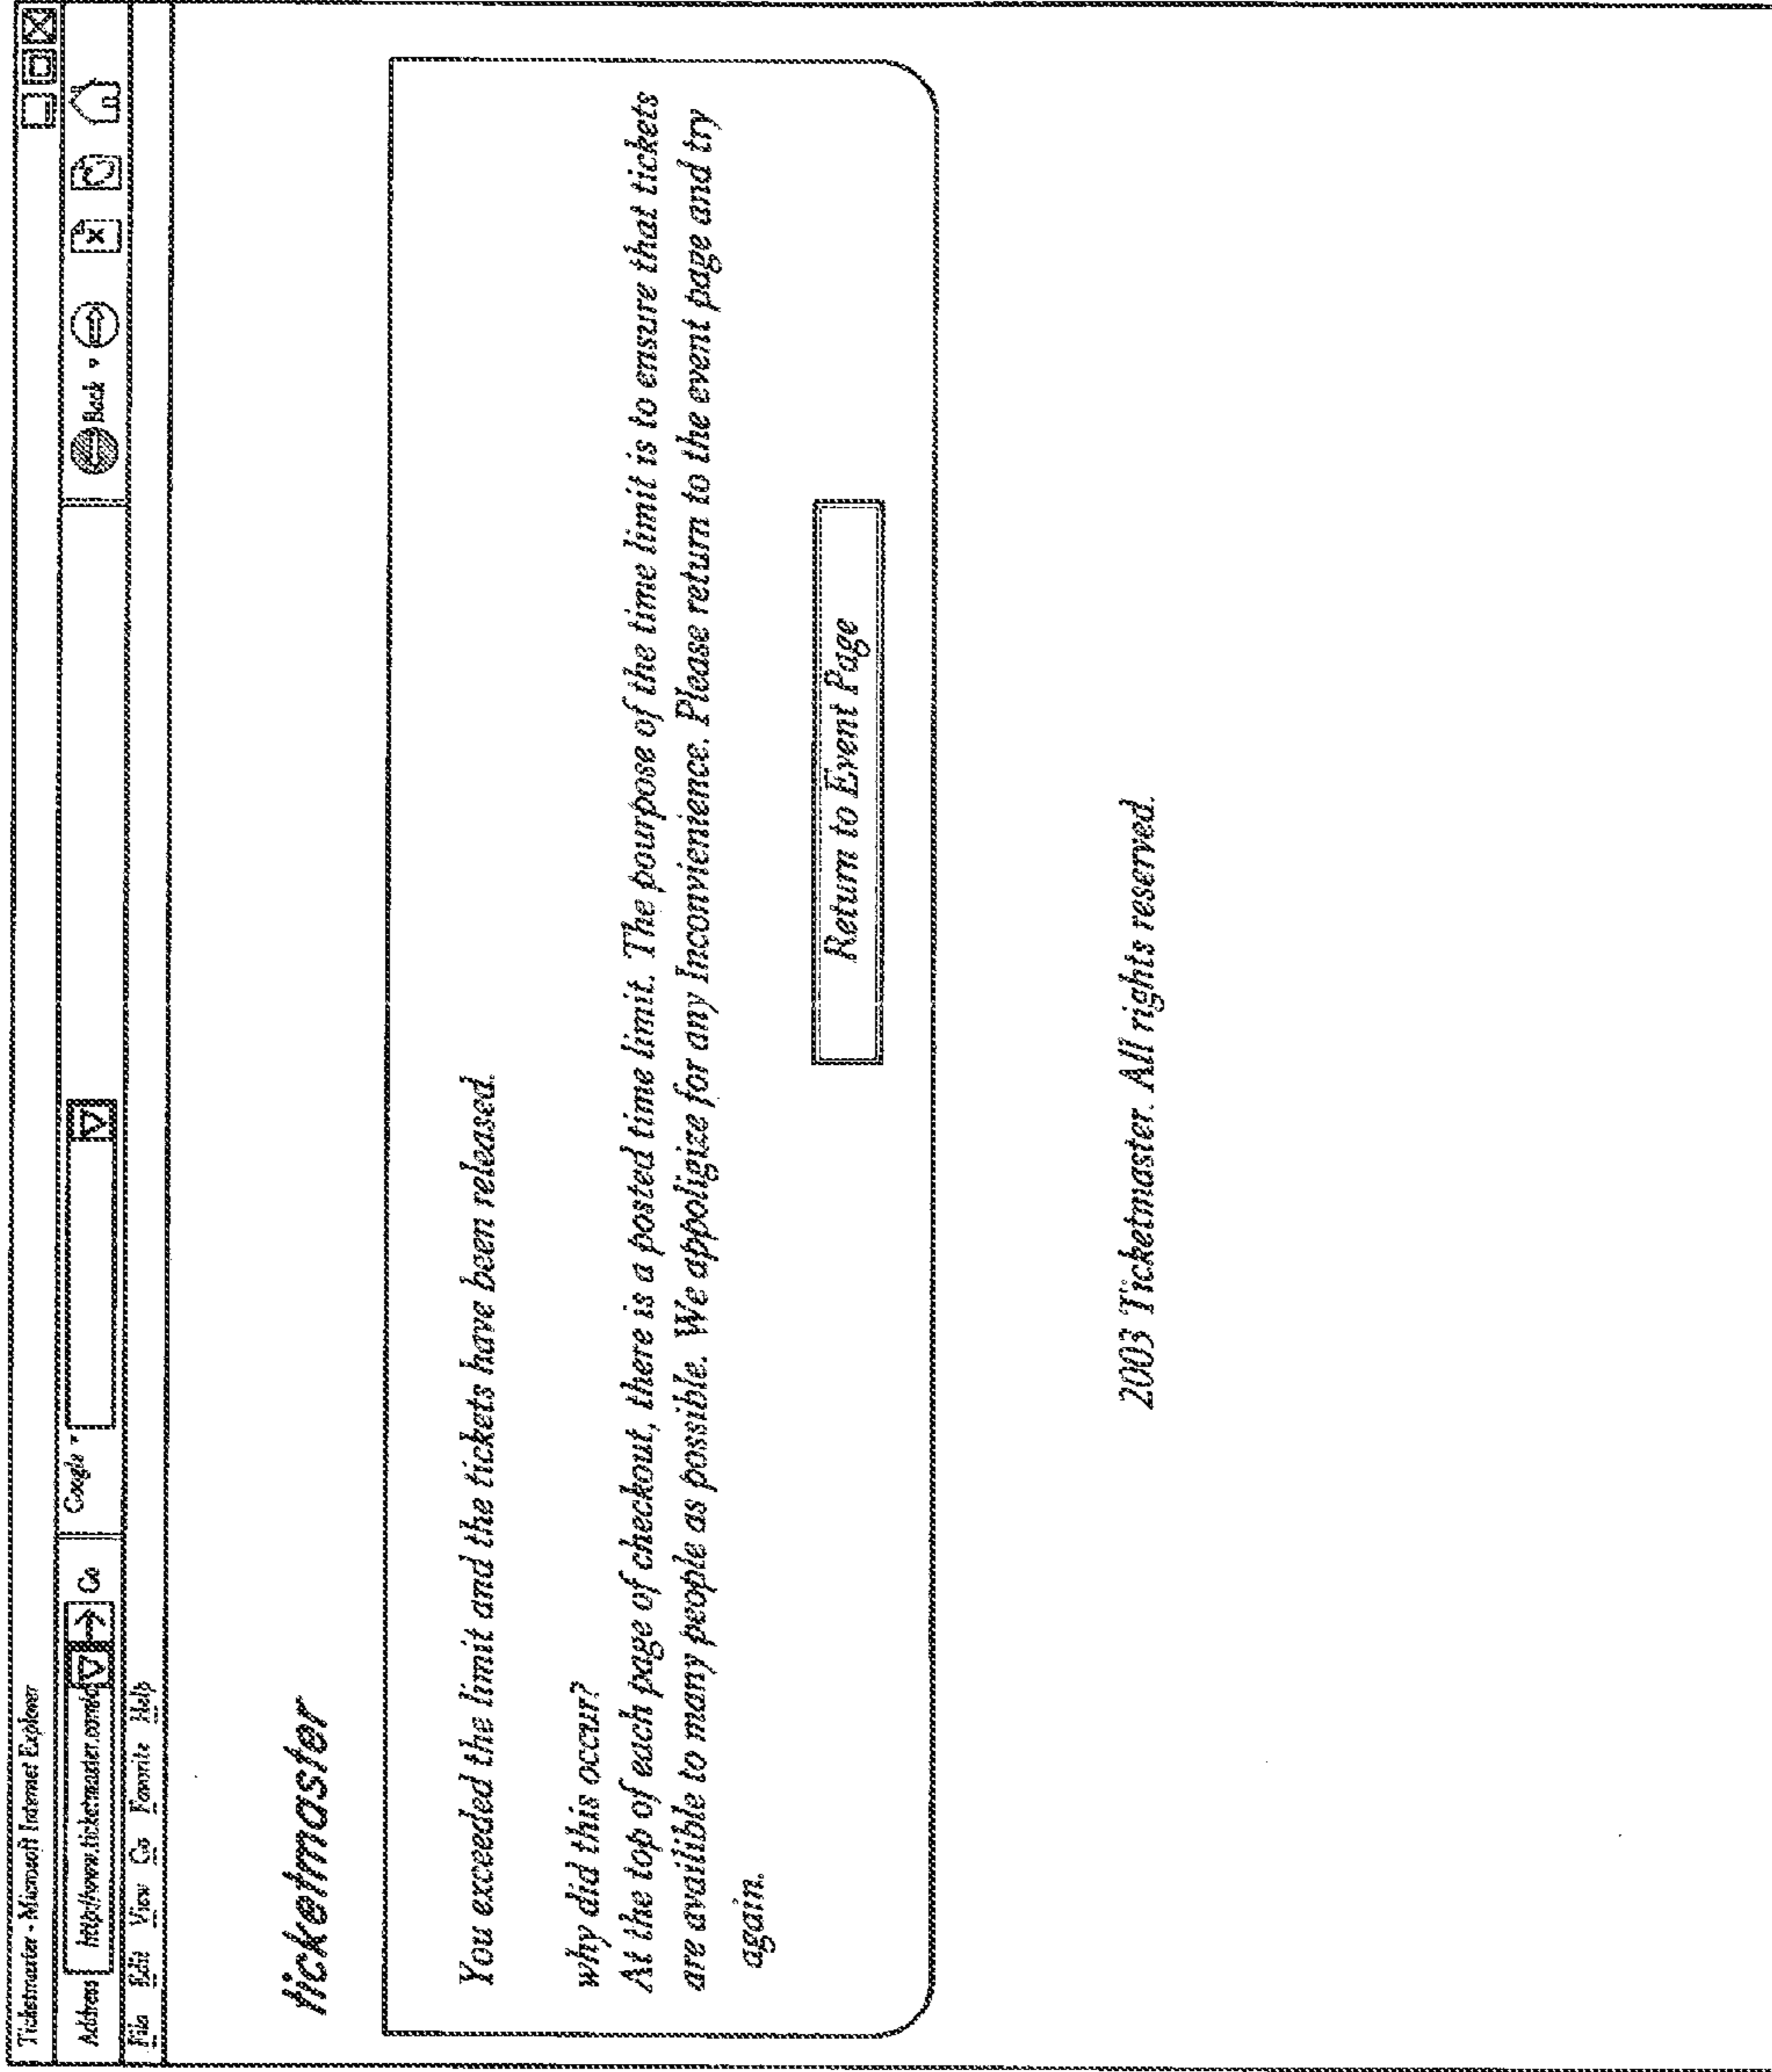 Ticketmaster - Microsoft Internet Explorer
Address http://www.ticketmaster.com/d Go Google Back
File Edit View Go Favorite Help
ticketmaster
You exceeded the limit and the tickets have been released.
why did this occur?
At the top of each page of checkout, there is a posted time limit. The pourpose of the time limit is to ensure that tickets
are availible to many people as possible. We appoligize for any Inconvienience. Please return to the event page and try
again.
Return to Event Page
2003 Ticketmaster. All rights reserved.